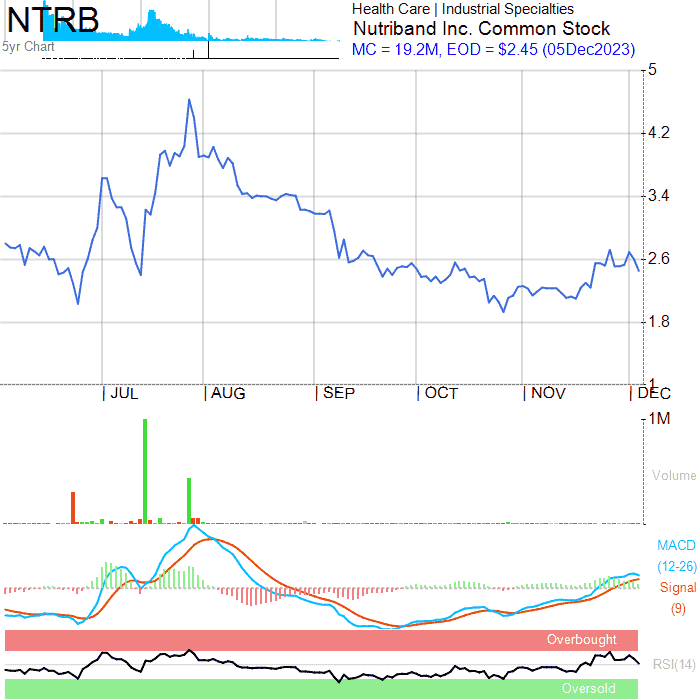 NTRB
5yr Chart
Health Care | Industrial Specialties
Nutriband Inc. Common Stock
MC = 19.2M, EOD = $2.45 (05Dec2023)
5
4.2
3.4
2.6
1.8
1
JUL AUG SEP OCT NOV DEC
1M
Volume
MACD
(12-26)
Signal
(9)
Overbought
RSI(14)
Oversold